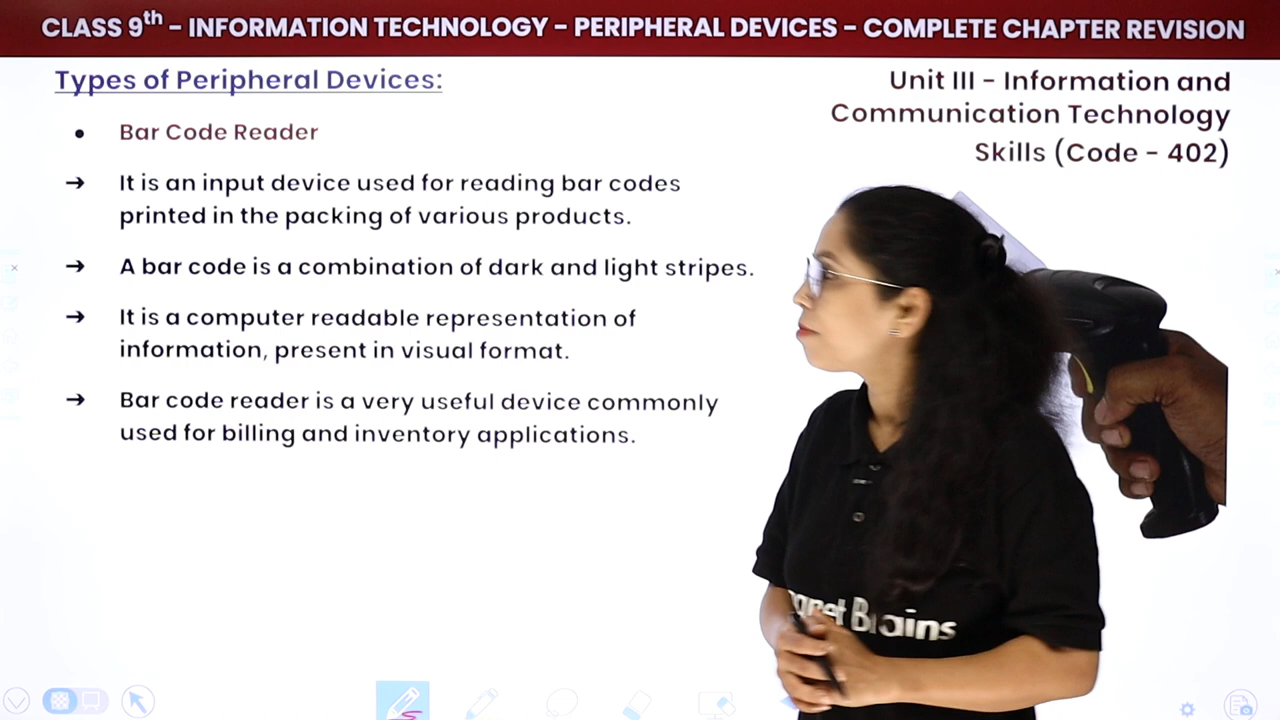 CLASS 9th – INFORMATION TECHNOLOGY – PERIPHERAL DEVICES – COMPLETE CHAPTER REVISION
Types of Peripheral Devices:
Unit III – Information and
Communication Technology
Skills (Code – 402)
• Bar Code Reader
→ It is an input device used for reading bar codes
printed in the packing of various products.
→ A bar code is a combination of dark and light stripes.
→ It is a computer readable representation of
information, present in visual format.
→ Bar code reader is a very useful device commonly
used for billing and inventory applications.